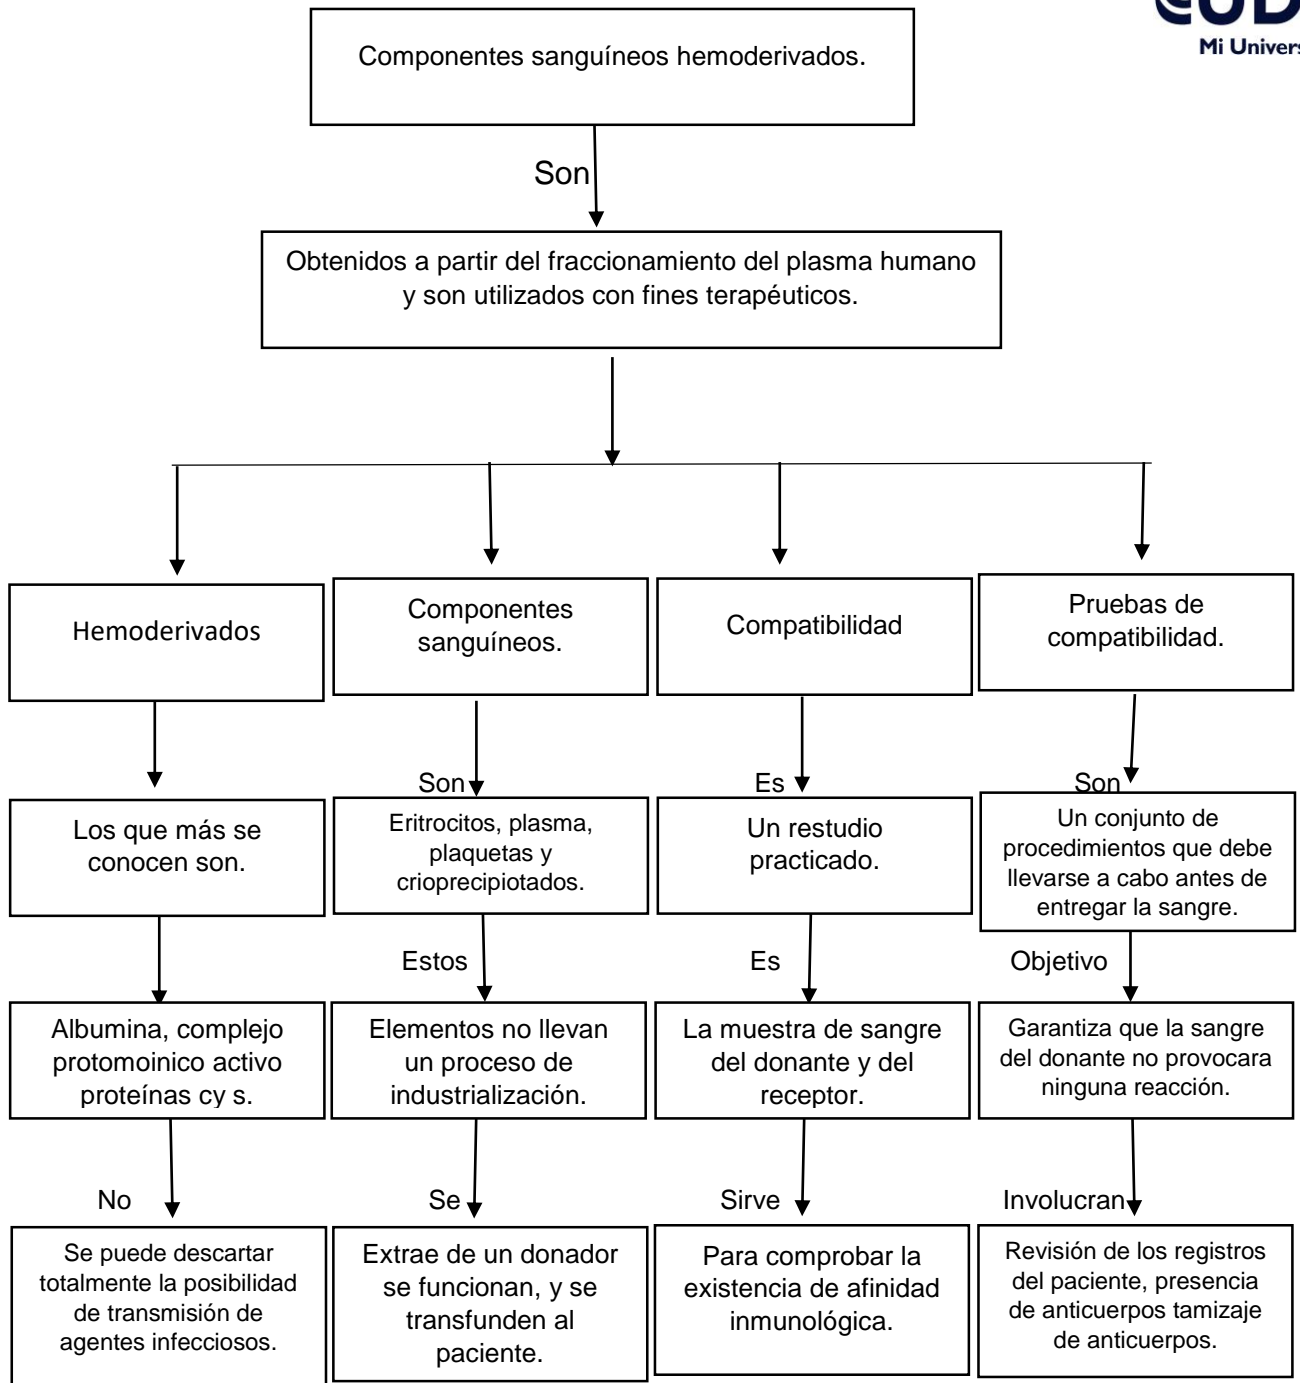 Mi Univers
Componentes sanguíneos hemoderivados.
Son
Obtenidos a partir del fraccionamiento del plasma humano
y son utilizados con fines terapéuticos.
Hemoderivados
Componentes
sanguíneos.
Compatibilidad
Pruebas de
compatibilidad.
Los que más se
conocen son.
Son
Eritrocitos, plasma,
plaquetas y
crioprecipiotados.
Es
Un restudio
practicado.
Son
Un conjunto de
procedimientos que debe
llevarse a cabo antes de
entregar la sangre.
Albumina, complejo
protomoinico activo
proteínas cy s.
Estos
Elementos no llevan
un proceso de
industrialización.
Es
La muestra de sangre
del donante y del
receptor.
Objetivo
Garantiza que la sangre
del donante no provocara
ninguna reacción.
No
Se puede descartar
totalmente la posibilidad
de transmisión de
agentes infecciosos.
Se
Extrae de un donador
se funcionan, y se
transfunden al
paciente.
Sirve
Para comprobar la
existencia de afinidad
inmunológica.
Involucran
Revisión de los registros
del paciente, presencia
de anticuerpos tamizaje
de anticuerpos.